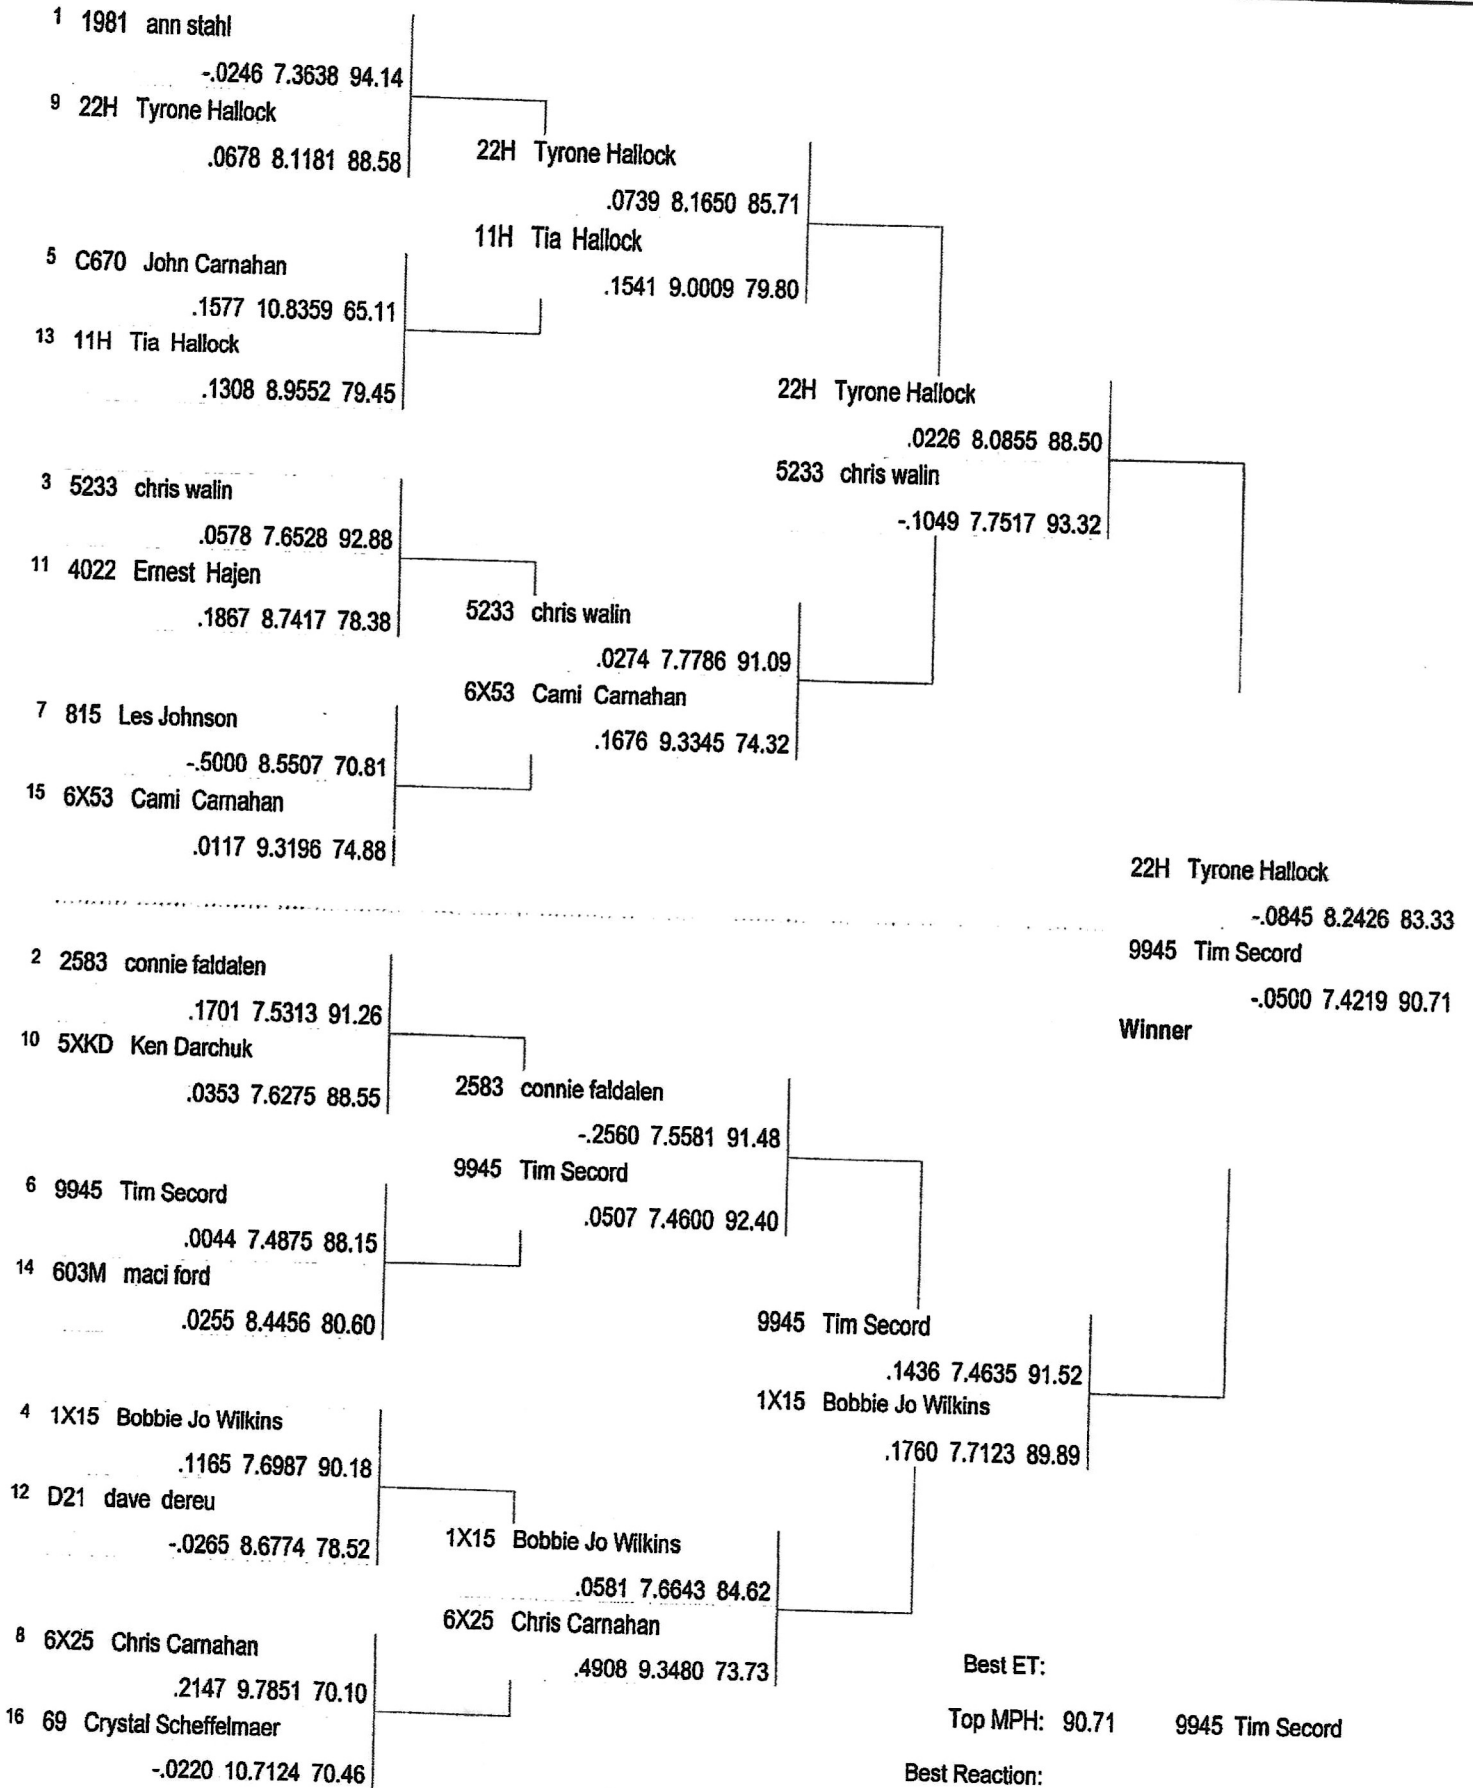 1 1981 ann stahl
-.0246 7.3638 94.14
9 22H Tyrone Hallock
.0678 8.1181 88.58
5 C670 John Carnahan
.1577 10.8359 65.11
13 11H Tia Hallock
.1308 8.9552 79.45
3 5233 chris walin
.0578 7.6528 92.88
11 4022 Ernest Hajen
.1867 8.7417 78.38
7 815 Les Johnson
-.5000 8.5507 70.81
15 6X53 Cami Carnahan
.0117 9.3196 74.88
2 2583 connie faldalen
.1701 7.5313 91.26
10 5XKD Ken Darchuk
.0353 7.6275 88.55
6 9945 Tim Secord
.0044 7.4875 88.15
14 603M maci ford
.0255 8.4456 80.60
4 1X15 Bobbie Jo Wilkins
.1165 7.6987 90.18
12 D21 dave dereu
-.0265 8.6774 78.52
8 6X25 Chris Carnahan
.2147 9.7851 70.10
16 69 Crystal Scheffelmaer
-.0220 10.7124 70.46
22H Tyrone Hallock
.0739 8.1650 85.71
11H Tia Hallock
.1541 9.0009 79.80
5233 chris walin
.0274 7.7786 91.09
6X53 Cami Carnahan
.1676 9.3345 74.32
2583 connie faldalen
-.2560 7.5581 91.48
9945 Tim Secord
.0507 7.4600 92.40
1X15 Bobbie Jo Wilkins
.0581 7.6643 84.62
6X25 Chris Carnahan
.4908 9.3480 73.73
22H Tyrone Hallock
.0226 8.0855 88.50
5233 chris walin
-.1049 7.7517 93.32
9945 Tim Secord
.1436 7.4635 91.52
1X15 Bobbie Jo Wilkins
.1760 7.7123 89.89
22H Tyrone Hallock
-.0845 8.2426 83.33
9945 Tim Secord
-.0500 7.4219 90.71
Winner
Best ET:
Top MPH: 90.71 9945 Tim Secord
Best Reaction: